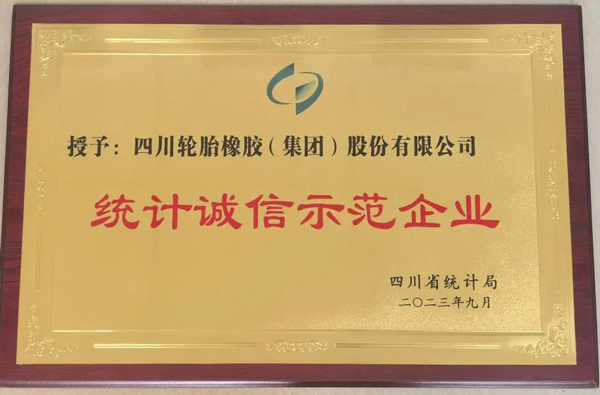 授予：四川轮胎橡胶（集团）股份有限公司
统计诚信示范企业
四川省统计局
二〇二三年九月